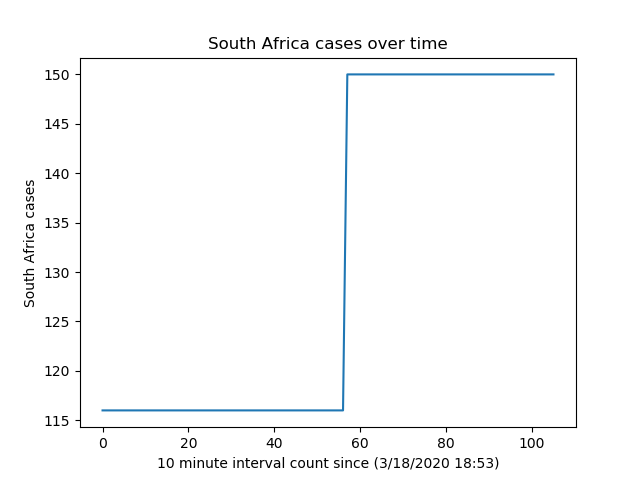 South Africa cases over time
South Africa cases
150
145
140
135
130
125
120
115
0 20 40 60 80 100
10 minute interval count since (3/18/2020 18:53)